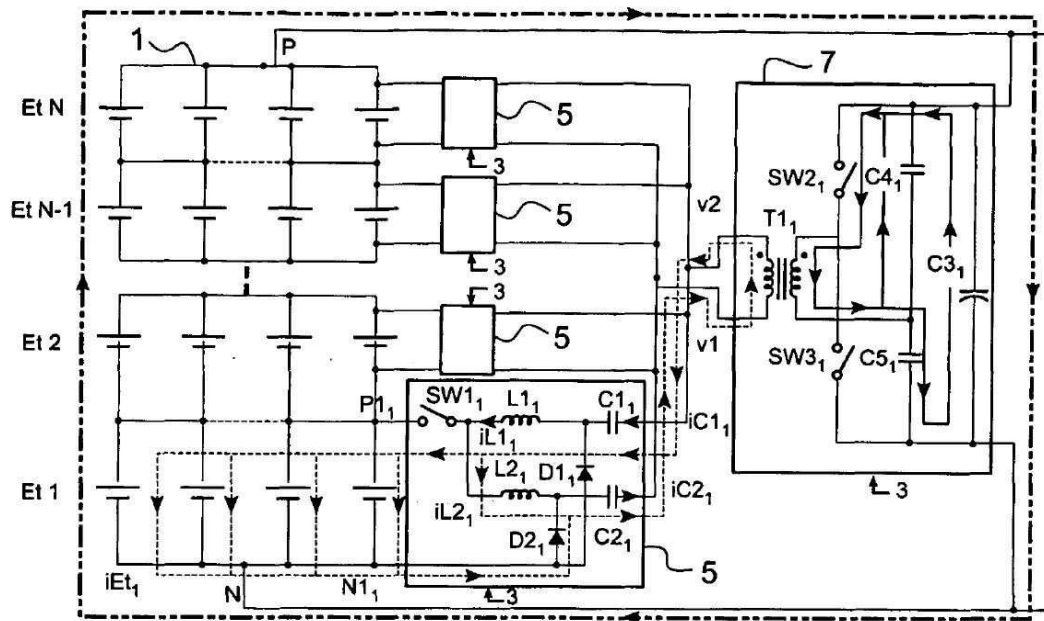 1
P
7
Et N
5
3
Et N-1
5
3
v2
SW2₁
C4₁
T1₁
C3₁
3
Et 2
5
v1
SW3₁
C5₁
P1₁
SW1₁
L1₁
C1₁
iL1₁
iC1₁
L2₁
D1₁
Et 1
iL2₁
iC2₁
D2₁
C2₁
iEt₁
N
N1₁
3
5
3